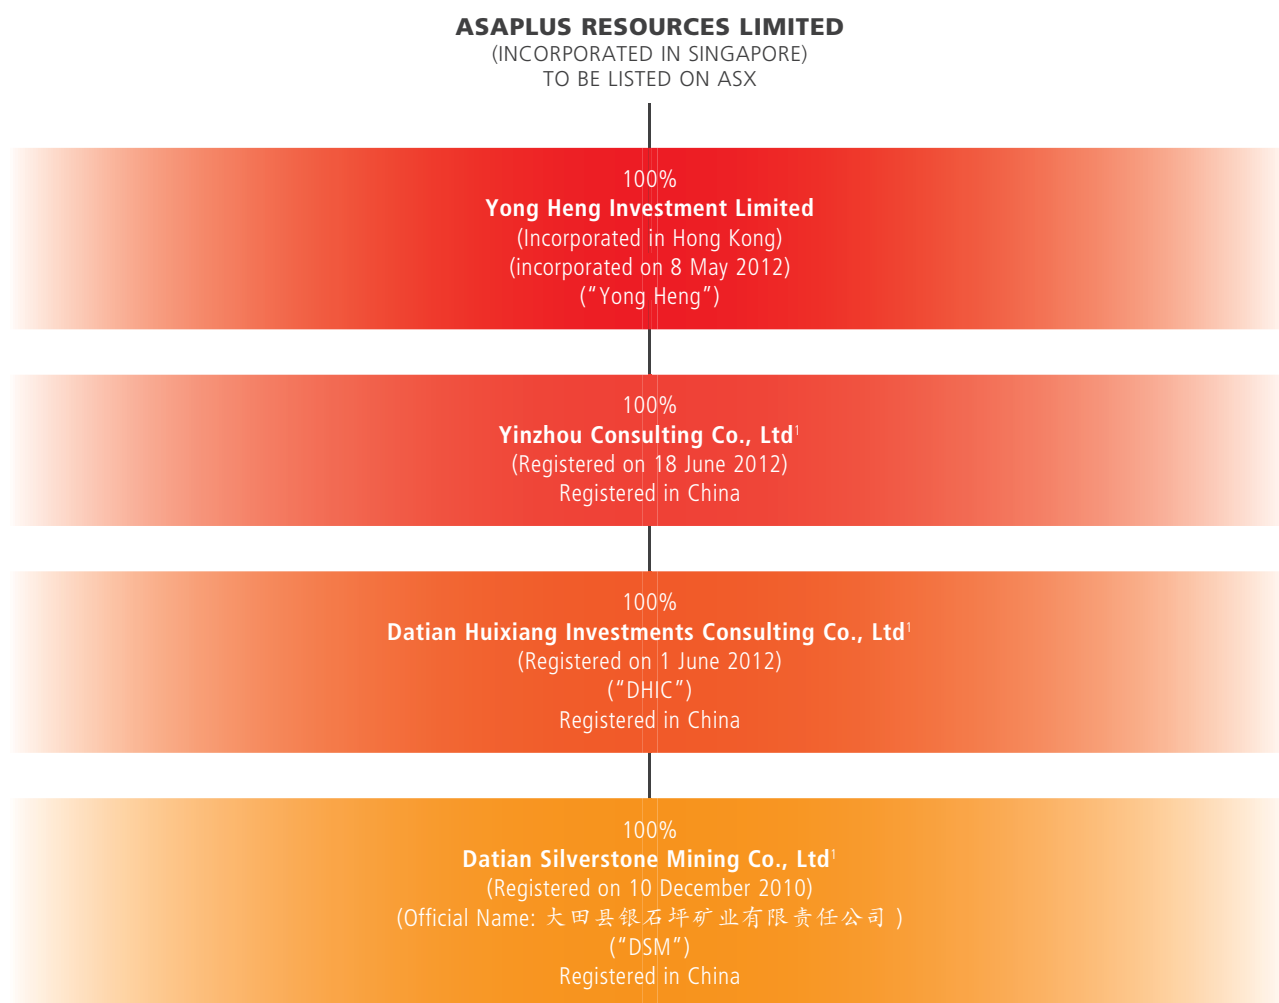 ASAPLUS RESOURCES LIMITED
(INCORPORATED IN SINGAPORE)
TO BE LISTED ON ASX
100%
Yong Heng Investment Limited
(Incorporated in Hong Kong)
(incorporated on 8 May 2012)
("Yong Heng")
100%
Yinzhou Consulting Co., Ltd¹
(Registered on 18 June 2012)
Registered in China
100%
Datian Huixiang Investments Consulting Co., Ltd¹
(Registered on 1 June 2012)
("DHIC")
Registered in China
100%
Datian Silverstone Mining Co., Ltd¹
(Registered on 10 December 2010)
(Official Name: 大田县银石坪矿业有限责任公司 )
("DSM")
Registered in China